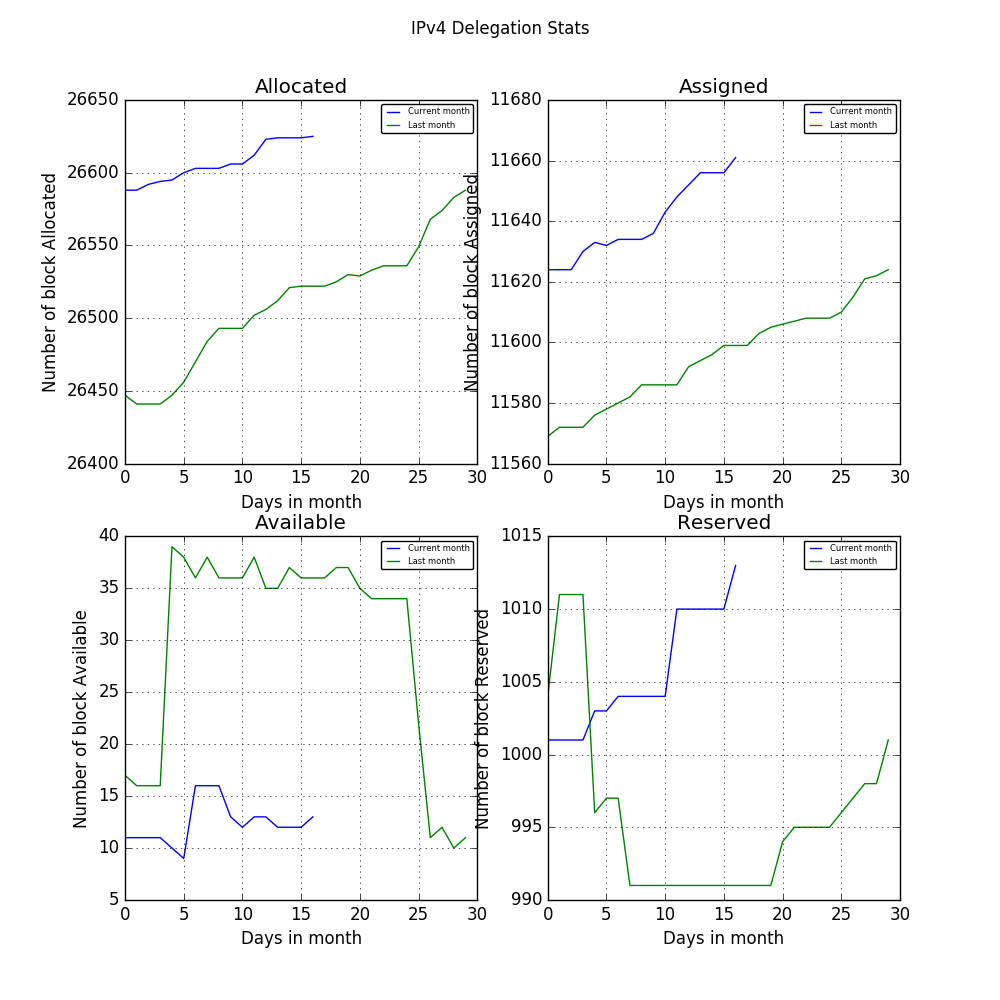 IPv4 Delegation Stats
Allocated
Number of block Allocated
26650
26600
26550
26500
26450
26400
0 5 10 15 20 25 30
Days in month
Current month
Last month
Assigned
Number of block Assigned
11680
11660
11640
11620
11600
11580
11560
0 5 10 15 20 25 30
Days in month
Current month
Last month
Available
Number of block Available
40
35
30
25
20
15
10
5
0 5 10 15 20 25 30
Days in month
Current month
Last month
Reserved
Number of block Reserved
1015
1010
1005
1000
995
990
0 5 10 15 20 25 30
Days in month
Current month
Last month